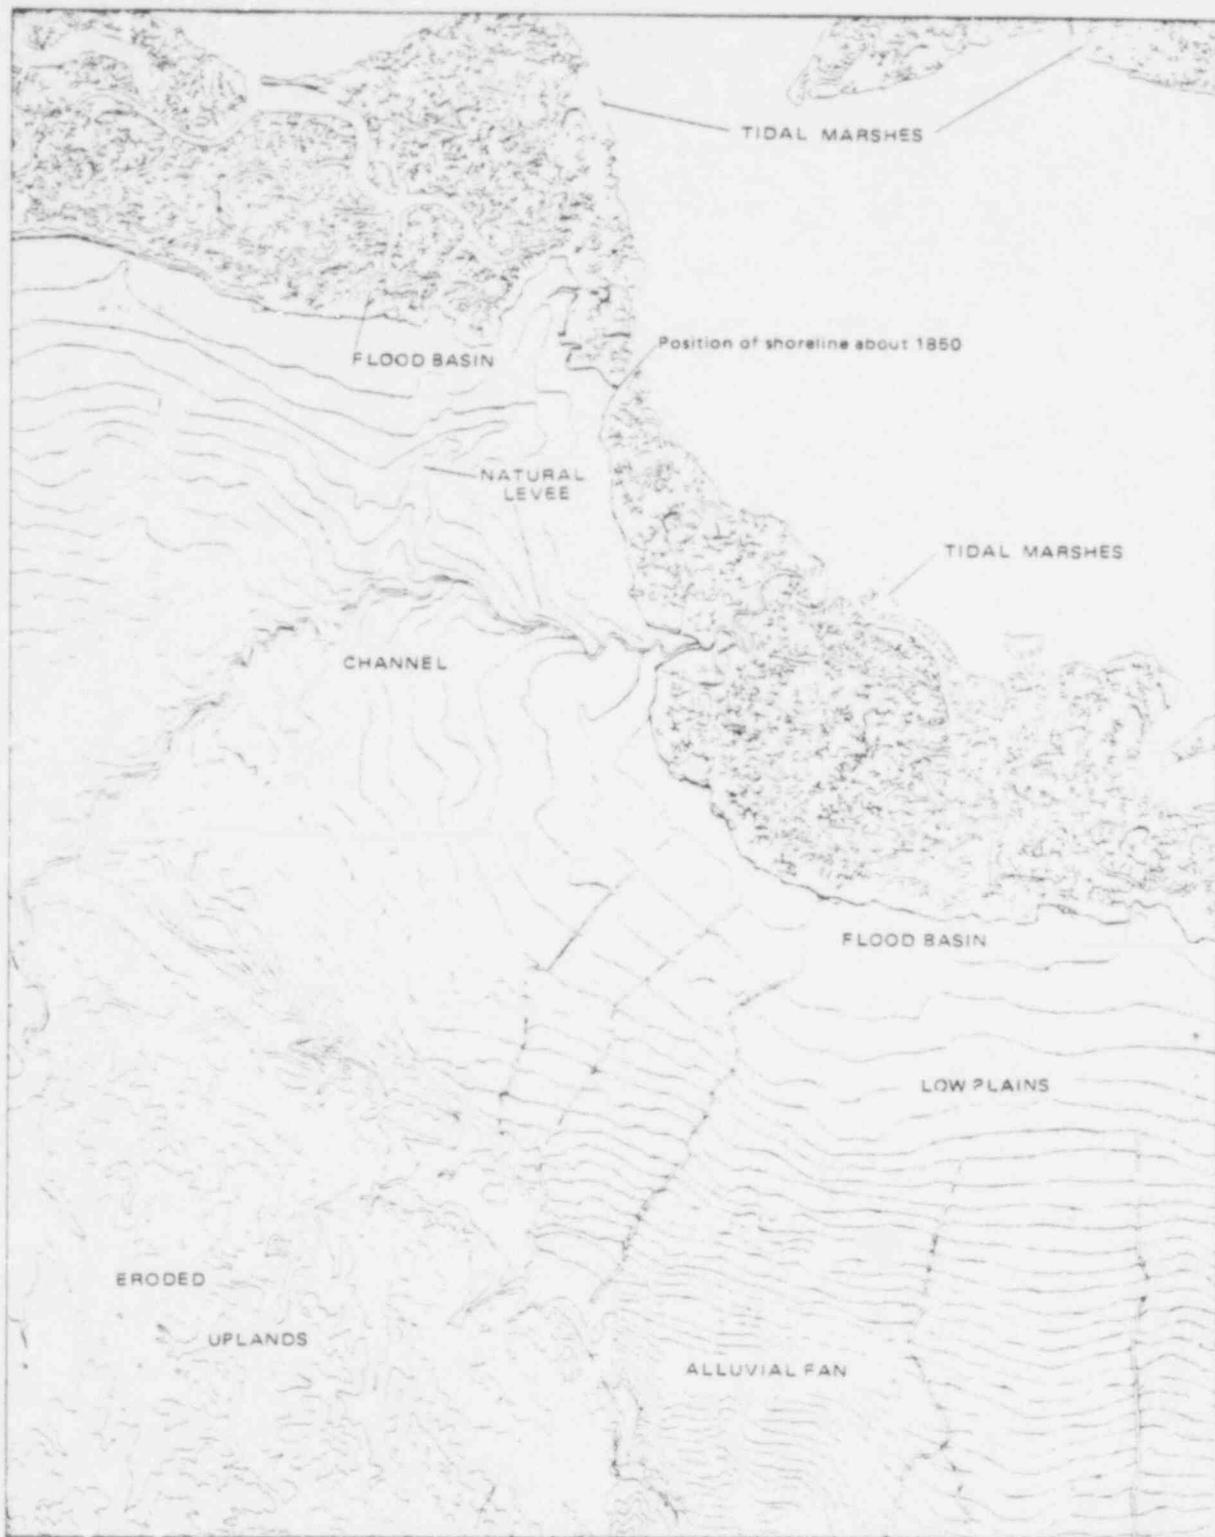 TIDAL MARSHES
Position of shoreline about 1850
FLOOD BASIN
NATURAL
LEVEE
TIDAL MARSHES
CHANNEL
FLOOD BASIN
LOW PLAINS
ERODED
UPLANDS
ALLUVIAL FAN